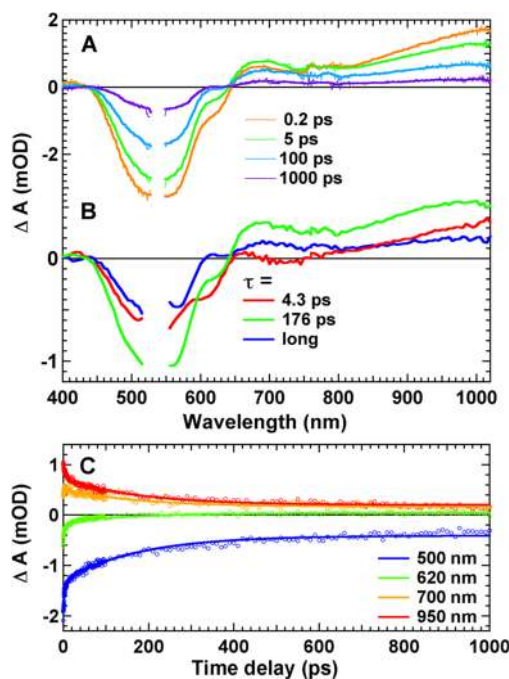 A
2
0
-2
Δ A (mOD)
0.2 ps
5 ps
100 ps
1000 ps
B
0
-1
Δ A (mOD)
τ =
4.3 ps
176 ps
long
400 500 600 700 800 900 1000
Wavelength (nm)
C
1
0
-1
-2
Δ A (mOD)
500 nm
620 nm
700 nm
950 nm
0 200 400 600 800 1000
Time delay (ps)